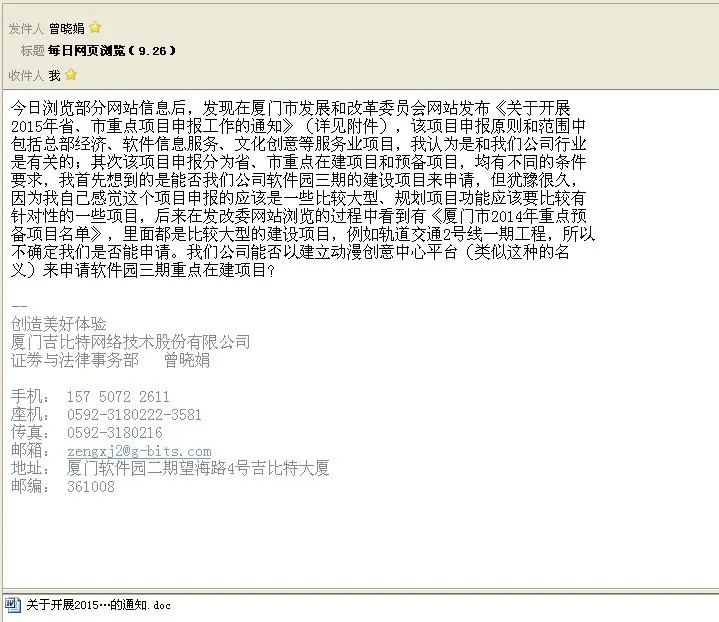 发件人 曾晓娟
标题 每日网页浏览(9.26)
收件人 我
今日浏览部分网站信息后，发现在厦门市发展和改革委员会网站发布《关于开展
2015年省、市重点项目申报工作的通知》（详见附件），该项目申报原则和范围中
包括总部经济、软件信息服务、文化创意等服务业项目，我认为是和我们公司行业
是有关的；其次该项目申报分为省、市重点在建项目和预备项目，均有不同的条件
要求，我首先想到的是能否我们公司软件园三期的建设项目来申请，但犹豫很久，
因为我自己感觉这个项目申报的应该是一些比较大型、规划项目功能应该要比较有
针对性的一些项目，后来在发改委网站浏览的过程中看到有《厦门市2014年重点预
备项目名单》，里面都是比较大型的建设项目，例如轨道交通2号线一期工程，所以
不确定我们是否能申请。我们公司能否以建立动漫创意中心平台（类似这种的名
义）来申请软件园三期重点在建项目？
--
创造美好体验
厦门吉比特网络技术股份有限公司
证券与法律事务部 曾晓娟
手机： 157 5072 2611
座机： 0592-3180222-3581
传真： 0592-3180216
邮箱： zengxj2@g-bits.com
地址： 厦门软件园二期望海路4号吉比特大厦
邮编： 361008
关于开展2015…的通知.doc